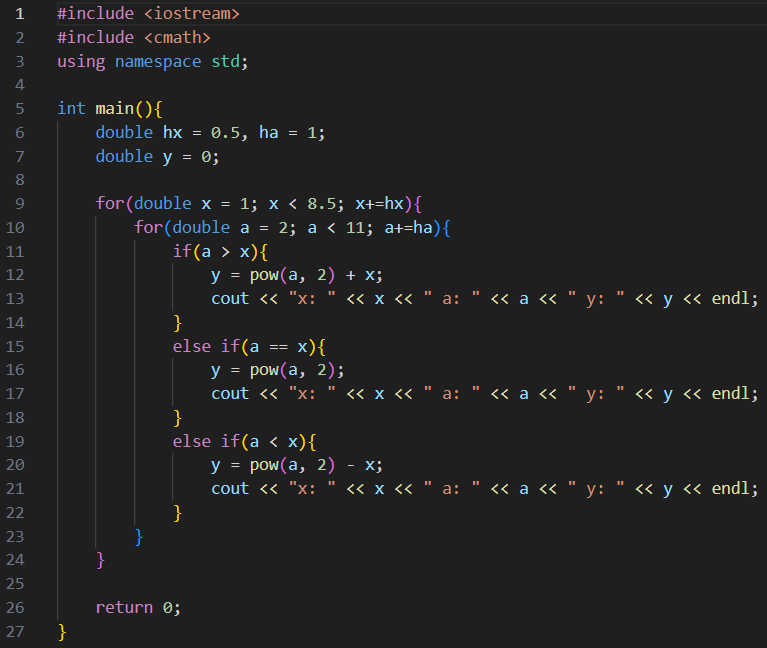 1 #include <iostream>
2 #include <cmath>
3 using namespace std;
4
5 int main(){
6     double hx = 0.5, ha = 1;
7     double y = 0;
8
9     for(double x = 1; x < 8.5; x+=hx){
10         for(double a = 2; a < 11; a+=ha){
11             if(a > x){
12                 y = pow(a, 2) + x;
13                 cout << "x: " << x << " a: " << a << " y: " << y << endl;
14             }
15             else if(a == x){
16                 y = pow(a, 2);
17                 cout << "x: " << x << " a: " << a << " y: " << y << endl;
18             }
19             else if(a < x){
20                 y = pow(a, 2) - x;
21                 cout << "x: " << x << " a: " << a << " y: " << y << endl;
22             }
23         }
24     }
25
26     return 0;
27 }